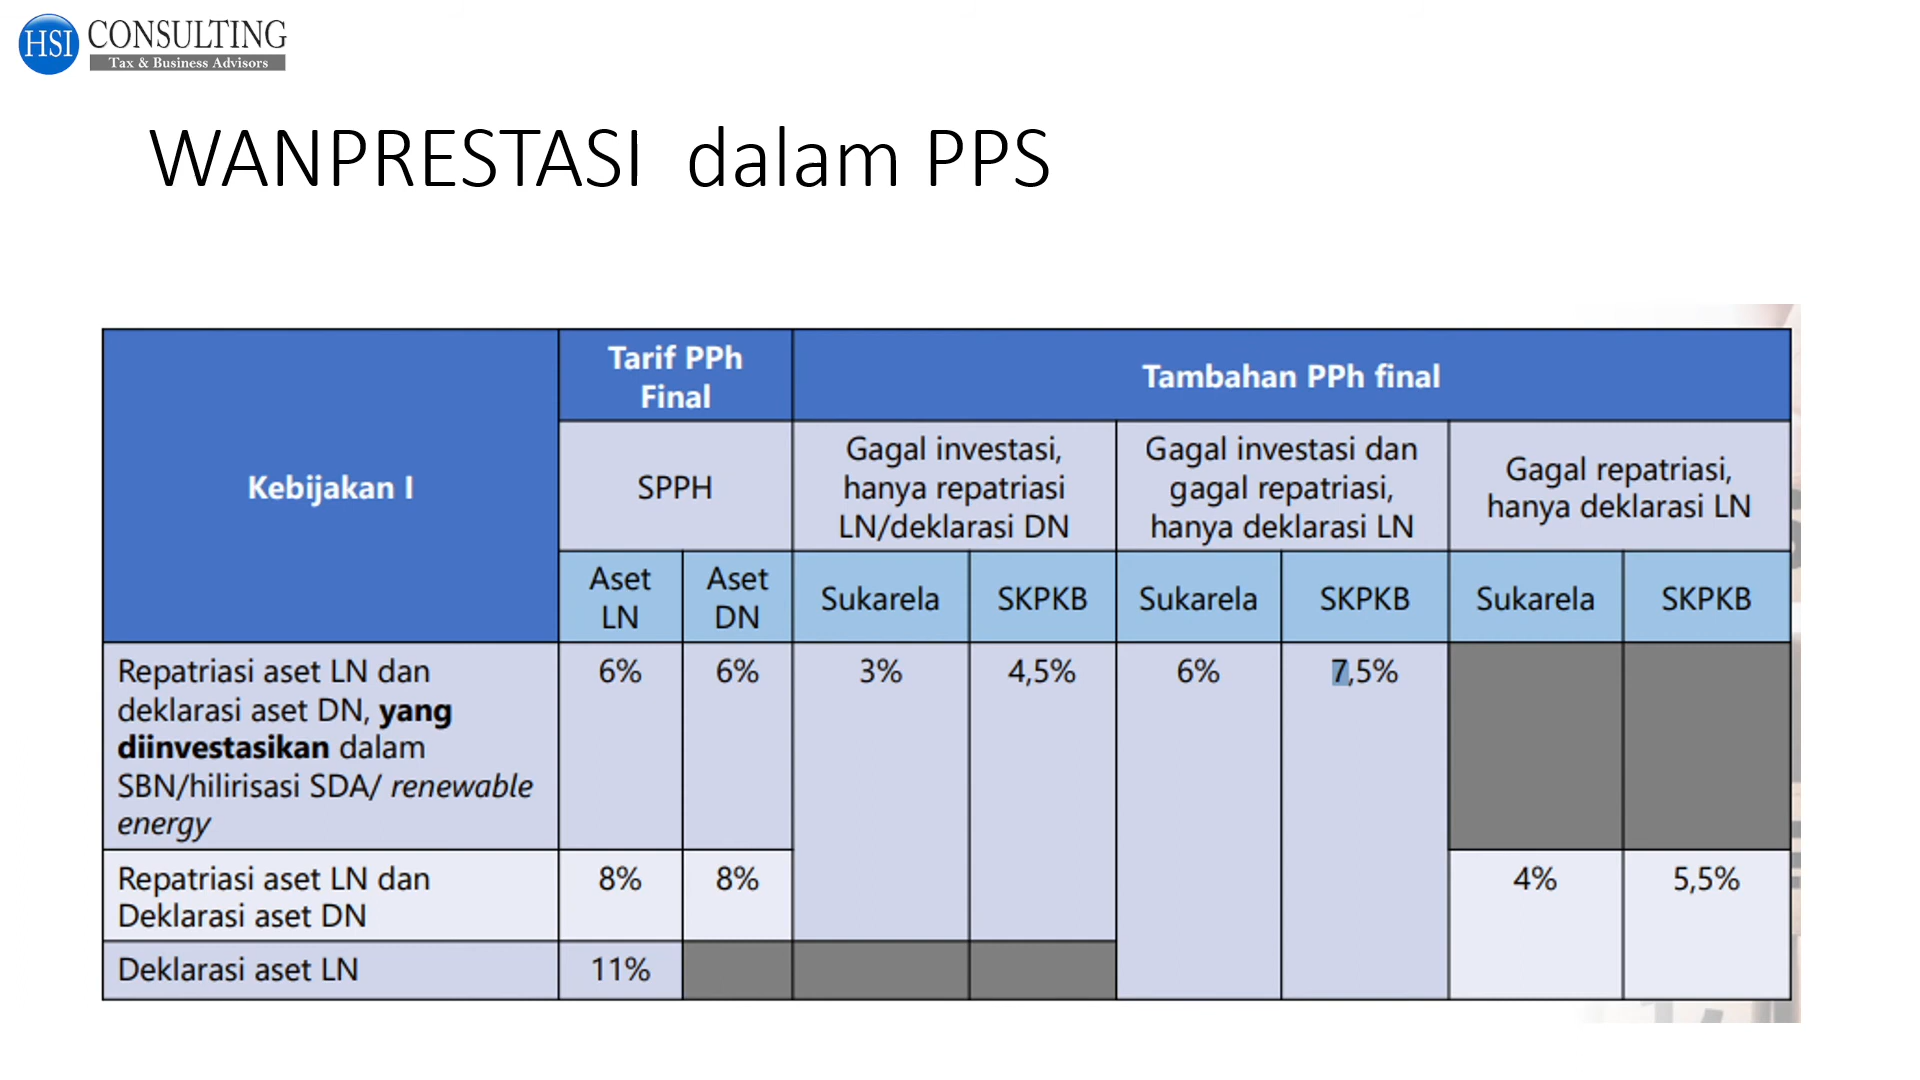 HSI CONSULTING
Tax & Business Advisors
WANPRESTASI dalam PPS
Kebijakan I
Tarif PPh
Final
Tambahan PPh final
SPPH
Gagal investasi,
hanya repatriasi
LN/deklarasi DN
Gagal investasi dan
gagal repatriasi,
hanya deklarasi LN
Gagal repatriasi,
hanya deklarasi LN
Aset
LN
Aset
DN
Sukarela
SKPKB
Sukarela
SKPKB
Sukarela
SKPKB
Repatriasi aset LN dan
deklarasi aset DN, yang
diinvestasikan dalam
SBN/hilirisasi SDA/ renewable
energy
6%
6%
3%
4,5%
6%
7,5%
Repatriasi aset LN dan
Deklarasi aset DN
8%
8%
4%
5,5%
Deklarasi aset LN
11%